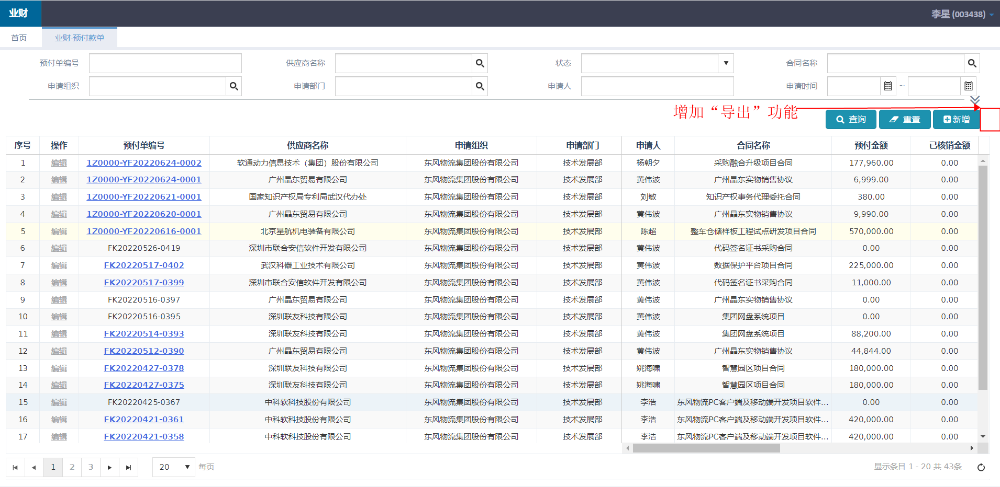 业财
李星 (003438)
首页 业财-预付款单
预付单编号 供应商名称 状态 合同名称
申请组织 申请部门 申请人 申请时间 ~
增加“导出”功能
查询 重置 新增
序号 操作 预付单编号 供应商名称 申请组织 申请部门 申请人 合同名称 预付金额 已核销金额
1 编辑 1Z0000-YF20220624-0002 软通动力信息技术（集团）股份有限公司 东风物流集团股份有限公司 技术发展部 杨朝夕 采购融合升级项目合同 177,960.00 0.00
2 编辑 1Z0000-YF20220624-0001 广州晶东贸易有限公司 东风物流集团股份有限公司 技术发展部 黄伟波 广州晶东实物销售协议 6,999.00 0.00
3 编辑 1Z0000-YF20220621-0001 国家知识产权局专利局武汉代办处 东风物流集团股份有限公司 技术发展部 刘敏 知识产权事务代理委托合同 380.00 0.00
4 编辑 1Z0000-YF20220620-0001 广州晶东贸易有限公司 东风物流集团股份有限公司 技术发展部 黄伟波 广州晶东实物销售协议 9,990.00 0.00
5 编辑 1Z0000-YF20220616-0001 北京星航机电装备有限公司 东风物流集团股份有限公司 技术发展部 陈超 整车仓储样板工程试点研发项目合同 570,000.00 0.00
6 编辑 FK20220526-0419 深圳市联合安信软件开发有限公司 东风物流集团股份有限公司 技术发展部 黄伟波 代码签名证书采购合同 0.00 0.00
7 编辑 FK20220517-0402 武汉科器工业技术有限公司 东风物流集团股份有限公司 技术发展部 黄伟波 数据保护平台项目合同 225,000.00 0.00
8 编辑 FK20220517-0399 深圳市联合安信软件开发有限公司 东风物流集团股份有限公司 技术发展部 黄伟波 代码签名证书采购合同 11,000.00 0.00
9 编辑 FK20220516-0397 广州晶东贸易有限公司 东风物流集团股份有限公司 技术发展部 黄伟波 广州晶东实物销售协议 0.00 0.00
10 编辑 FK20220516-0395 深圳联友科技有限公司 东风物流集团股份有限公司 技术发展部 黄伟波 集团网盘系统项目 0.00 0.00
11 编辑 FK20220514-0393 深圳联友科技有限公司 东风物流集团股份有限公司 技术发展部 黄伟波 集团网盘系统项目 88,200.00 0.00
12 编辑 FK20220512-0390 广州晶东贸易有限公司 东风物流集团股份有限公司 技术发展部 黄伟波 广州晶东实物销售协议 44,844.00 0.00
13 编辑 FK20220427-0378 深圳联友科技有限公司 东风物流集团股份有限公司 技术发展部 姚海啸 智慧园区项目合同 180,000.00 0.00
14 编辑 FK20220427-0375 深圳联友科技有限公司 东风物流集团股份有限公司 技术发展部 姚海啸 智慧园区项目合同 180,000.00 0.00
15 编辑 FK20220425-0367 中科软科技股份有限公司 东风物流集团股份有限公司 技术发展部 李浩 东风物流PC客户端及移动端开发项目软件... 0.00 0.00
16 编辑 FK20220421-0361 中科软科技股份有限公司 东风物流集团股份有限公司 技术发展部 李浩 东风物流PC客户端及移动端开发项目软件... 420,000.00 0.00
17 编辑 FK20220421-0358 中科软科技股份有限公司 东风物流集团股份有限公司 技术发展部 李浩 东风物流PC客户端及移动端开发项目软件... 420,000.00 0.00
1 2 3 20 每页 显示条目 1 - 20 共 43条